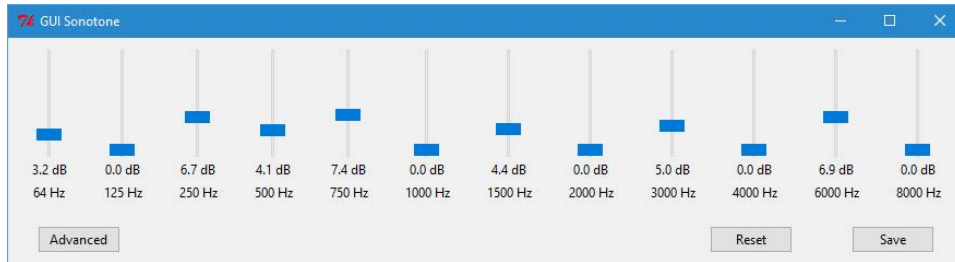 GUI Sonotone
3.2 dB 0.0 dB 6.7 dB 4.1 dB 7.4 dB 0.0 dB 4.4 dB 0.0 dB 5.0 dB 0.0 dB 6.9 dB 0.0 dB
64 Hz 125 Hz 250 Hz 500 Hz 750 Hz 1000 Hz 1500 Hz 2000 Hz 3000 Hz 4000 Hz 6000 Hz 8000 Hz
Advanced Reset Save